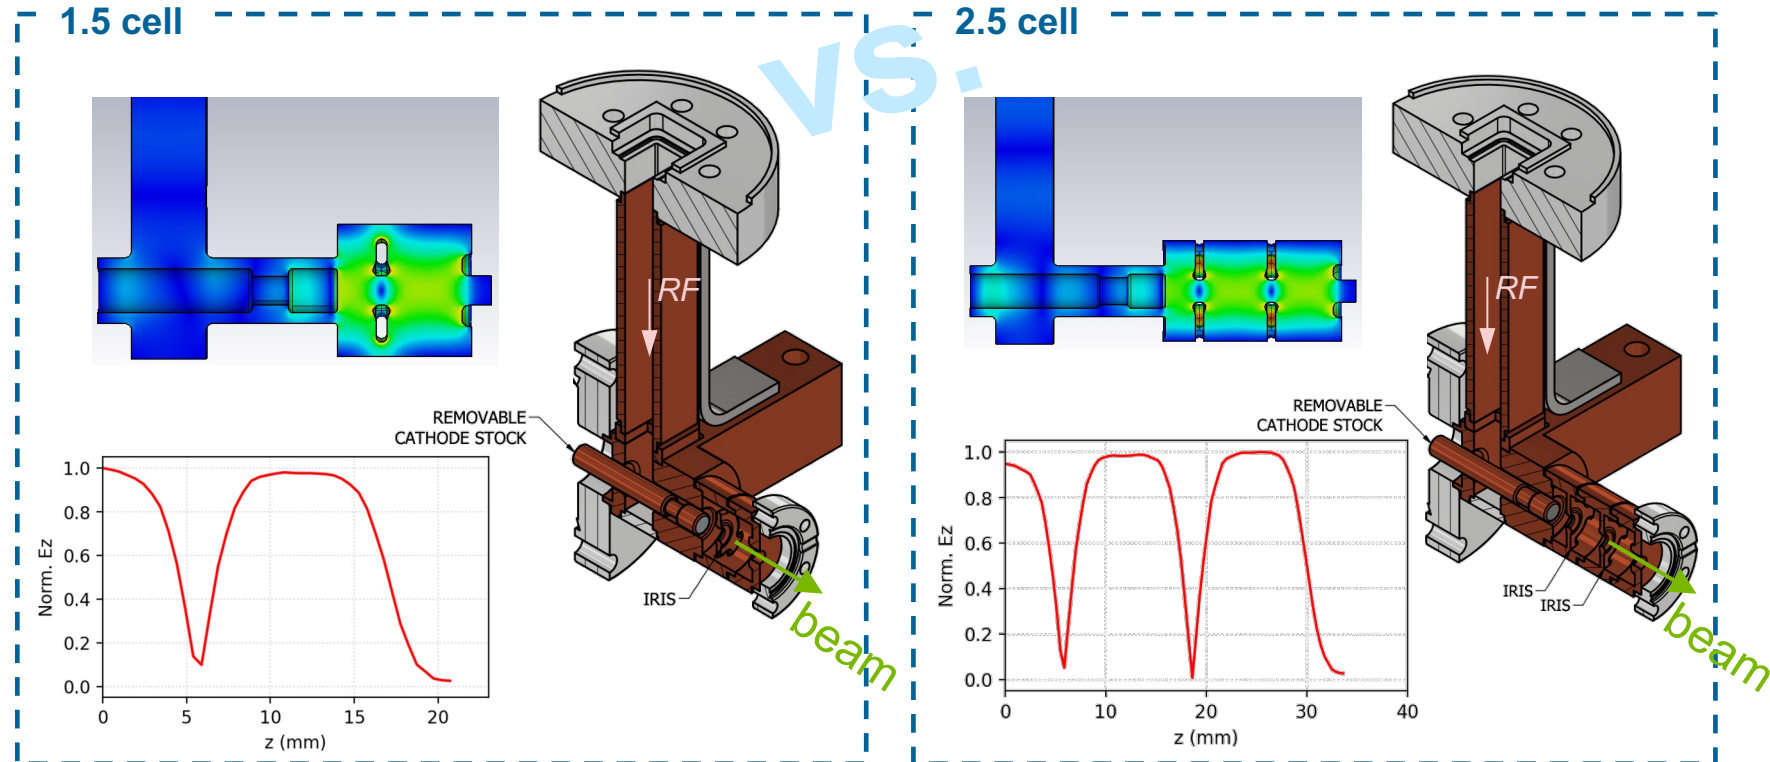 1.5 cell
vs.
2.5 cell
RF
REMOVABLE
CATHODE STOCK
IRIS
beam
1.0
0.8
0.6
0.4
0.2
0.0
Norm. Ez
0 5 10 15 20
z (mm)
RF
REMOVABLE
CATHODE STOCK
IRIS
IRIS
beam
1.0
0.8
0.6
0.4
0.2
0.0
Norm. Ez
0 10 20 30 40
z (mm)